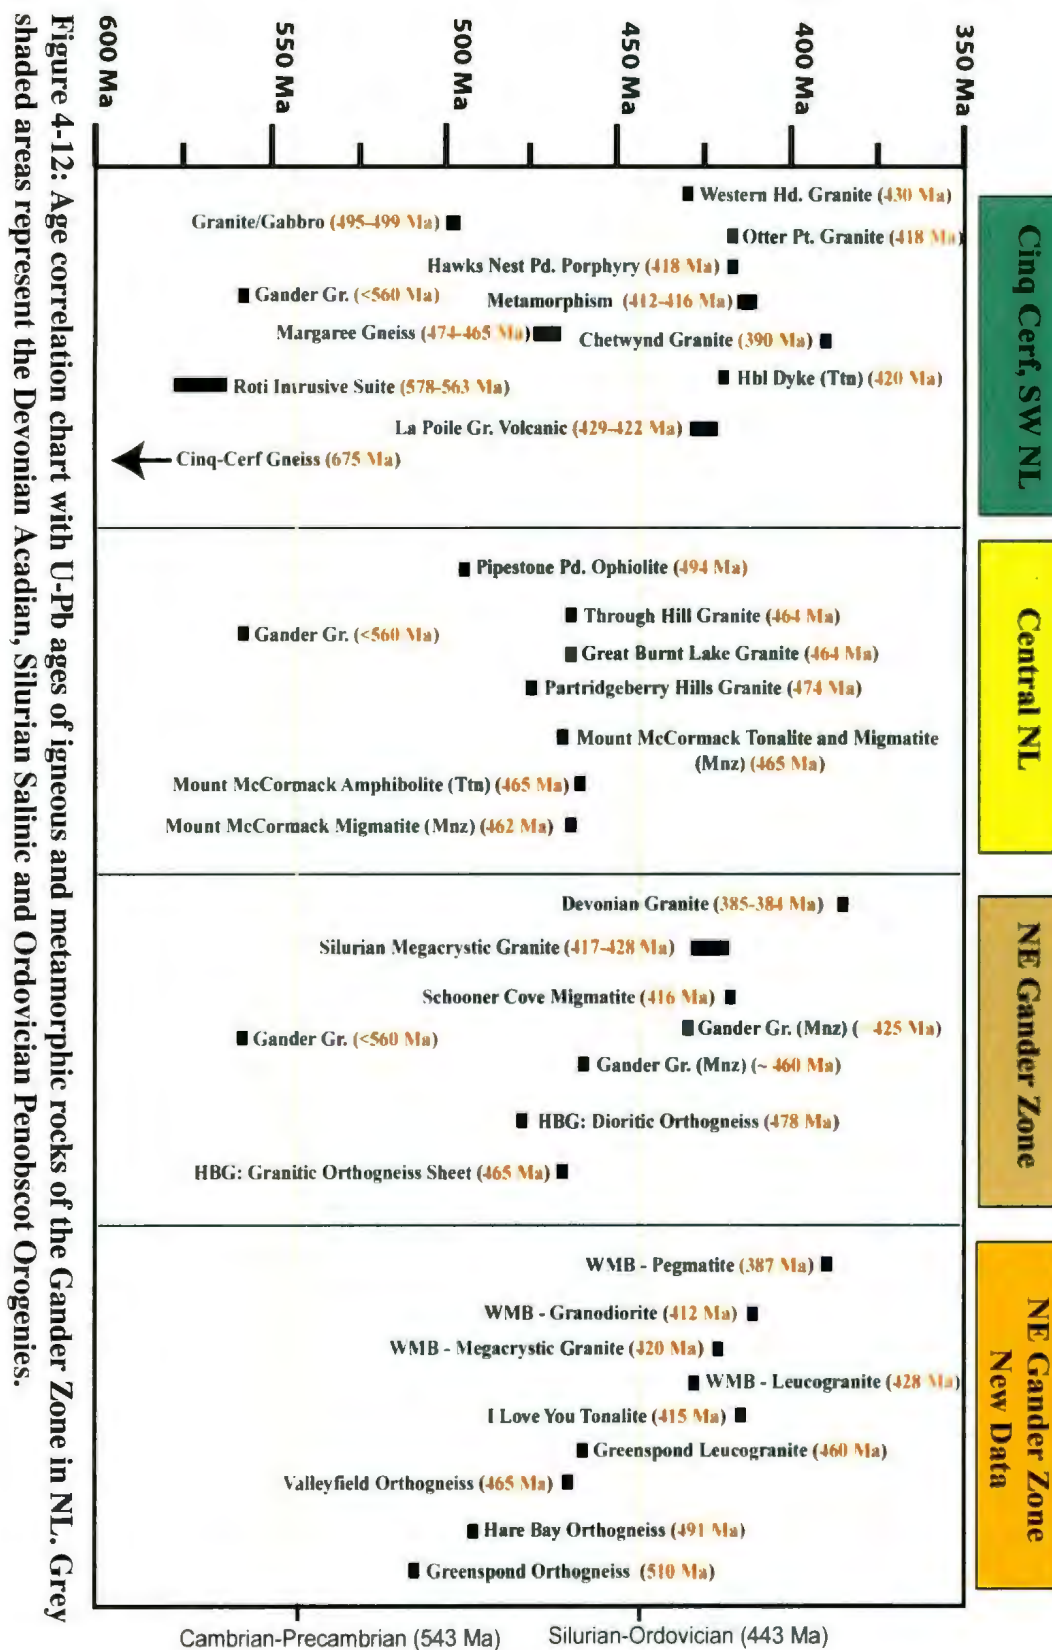 350 Ma
400 Ma
450 Ma
500 Ma
550 Ma
600 Ma
Cinq Cerf, SW NL
Western Hd. Granite (430 Ma)
Granite/Gabbro (495-499 Ma)
Otter Pt. Granite (418 Ma)
Hawks Nest Pd. Porphyry (418 Ma)
Gander Gr. (<560 Ma)
Metamorphism (412-416 Ma)
Margaree Gneiss (474-465 Ma)
Chetwynd Granite (390 Ma)
Hbl Dyke (Ttn) (420 Ma)
Roti Intrusive Suite (578-563 Ma)
La Poile Gr. Volcanic (429-422 Ma)
Cinq-Cerf Gneiss (675 Ma)
Central NL
Pipestone Pd. Ophiolite (494 Ma)
Through Hill Granite (464 Ma)
Gander Gr. (<560 Ma)
Great Burnt Lake Granite (464 Ma)
Partridgeberry Hills Granite (474 Ma)
Mount McCormack Tonalite and Migmatite
(Mnz) (465 Ma)
Mount McCormack Amphibolite (Ttn) (465 Ma)
Mount McCormack Migmatite (Mnz) (462 Ma)
NE Gander Zone
Devonian Granite (385-384 Ma)
Silurian Megacrystic Granite (417-428 Ma)
Schooner Cove Migmatite (416 Ma)
Gander Gr. (Mnz) ( 425 Ma)
Gander Gr. (<560 Ma)
Gander Gr. (Mnz) (~ 460 Ma)
HBG: Dioritic Orthogneiss (478 Ma)
HBG: Granitic Orthogneiss Sheet (465 Ma)
NE Gander Zone
New Data
WMB - Pegmatite (387 Ma)
WMB - Granodiorite (412 Ma)
WMB - Megacrystic Granite (420 Ma)
WMB - Leucogranite (428 Ma)
I Love You Tonalite (415 Ma)
Greenspond Leucogranite (460 Ma)
Valleyfield Orthogneiss (465 Ma)
Hare Bay Orthogneiss (491 Ma)
Greenspond Orthogneiss (510 Ma)
Cambrian-Precambrian (543 Ma)
Silurian-Ordovician (443 Ma)
Figure 4-12: Age correlation chart with U-Pb ages of igneous and metamorphic rocks of the Gander Zone in NL. Grey
shaded areas represent the Devonian Acadian, Silurian Salinic and Ordovician Penobscot Orogenies.